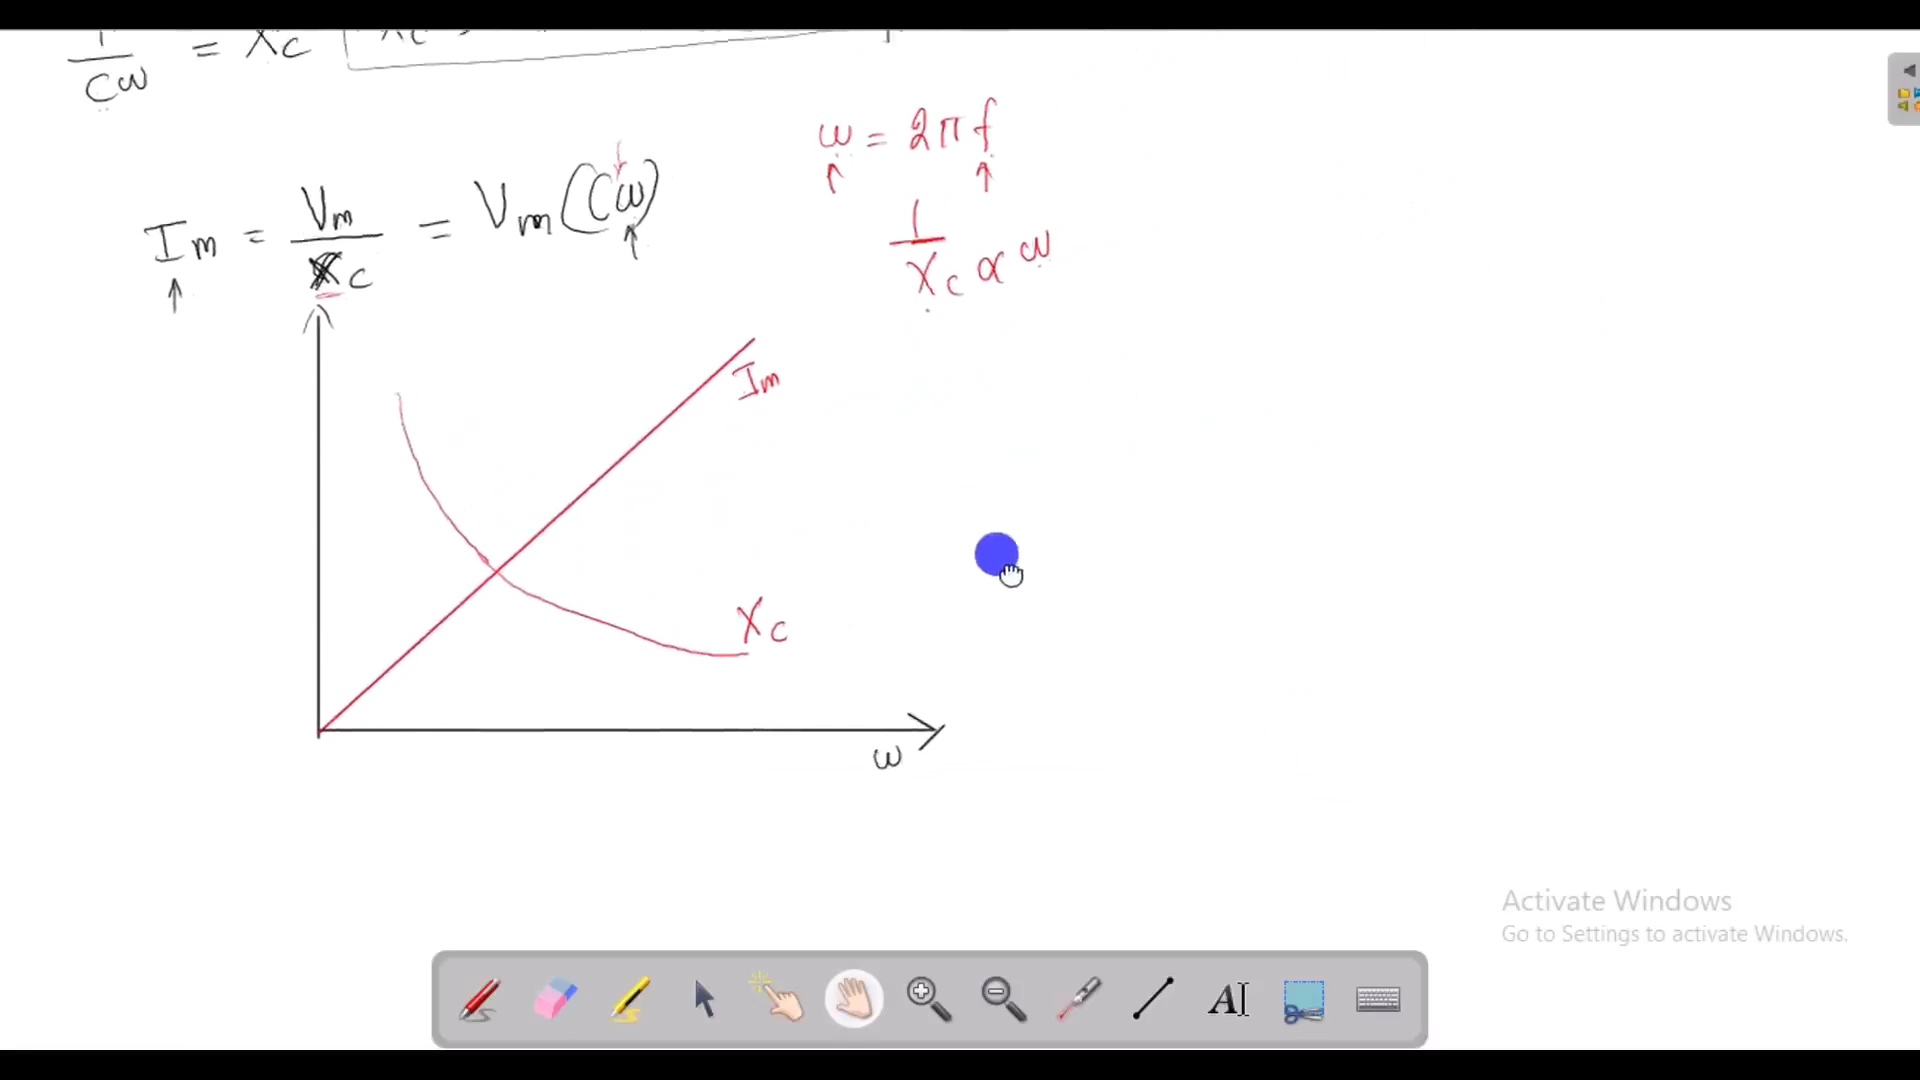 1/Cω = Xc
ω = 2πf
Im = Vm/Xc = Vm(Cω)
1/Xc α ω
Im
Xc
ω
Activate Windows
Go to Settings to activate Windows.
AI